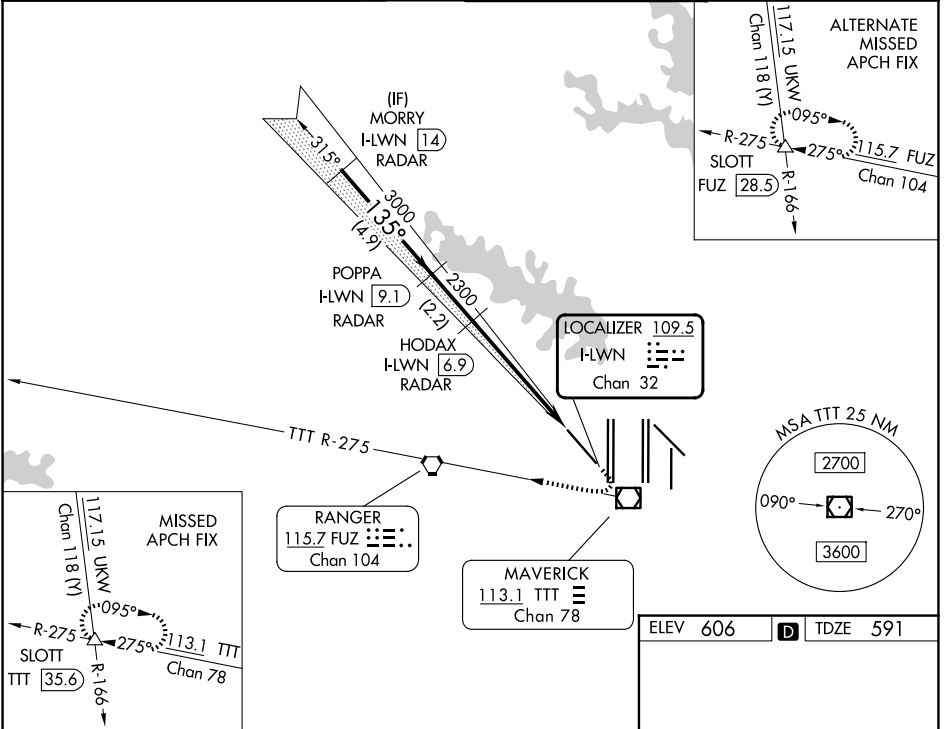 ALTERNATE
MISSED
APCH FIX
117.15 UKW
Chan 118 (Y)
095°
R-275
275°
115.7 FUZ
Chan 104
SLOTT
FUZ 28.5
R-166
(IF)
MORRY
I-LWN 14
RADAR
315°
3000
135°
(4.9)
POPPA
I-LWN 9.1
RADAR
2300
(2.2)
HODAX
I-LWN 6.9
RADAR
LOCALIZER 109.5
I-LWN
Chan 32
TTT R-275
RANGER
115.7 FUZ
Chan 104
MAVERICK
113.1 TTT
Chan 78
MSA TTT 25 NM
2700
090°
270°
3600
MISSED
APCH FIX
117.15 UKW
Chan 118 (Y)
095°
R-275
275°
113.1 TTT
Chan 78
SLOTT
TTT 35.6
R-166
ELEV 606 D TDZE 591